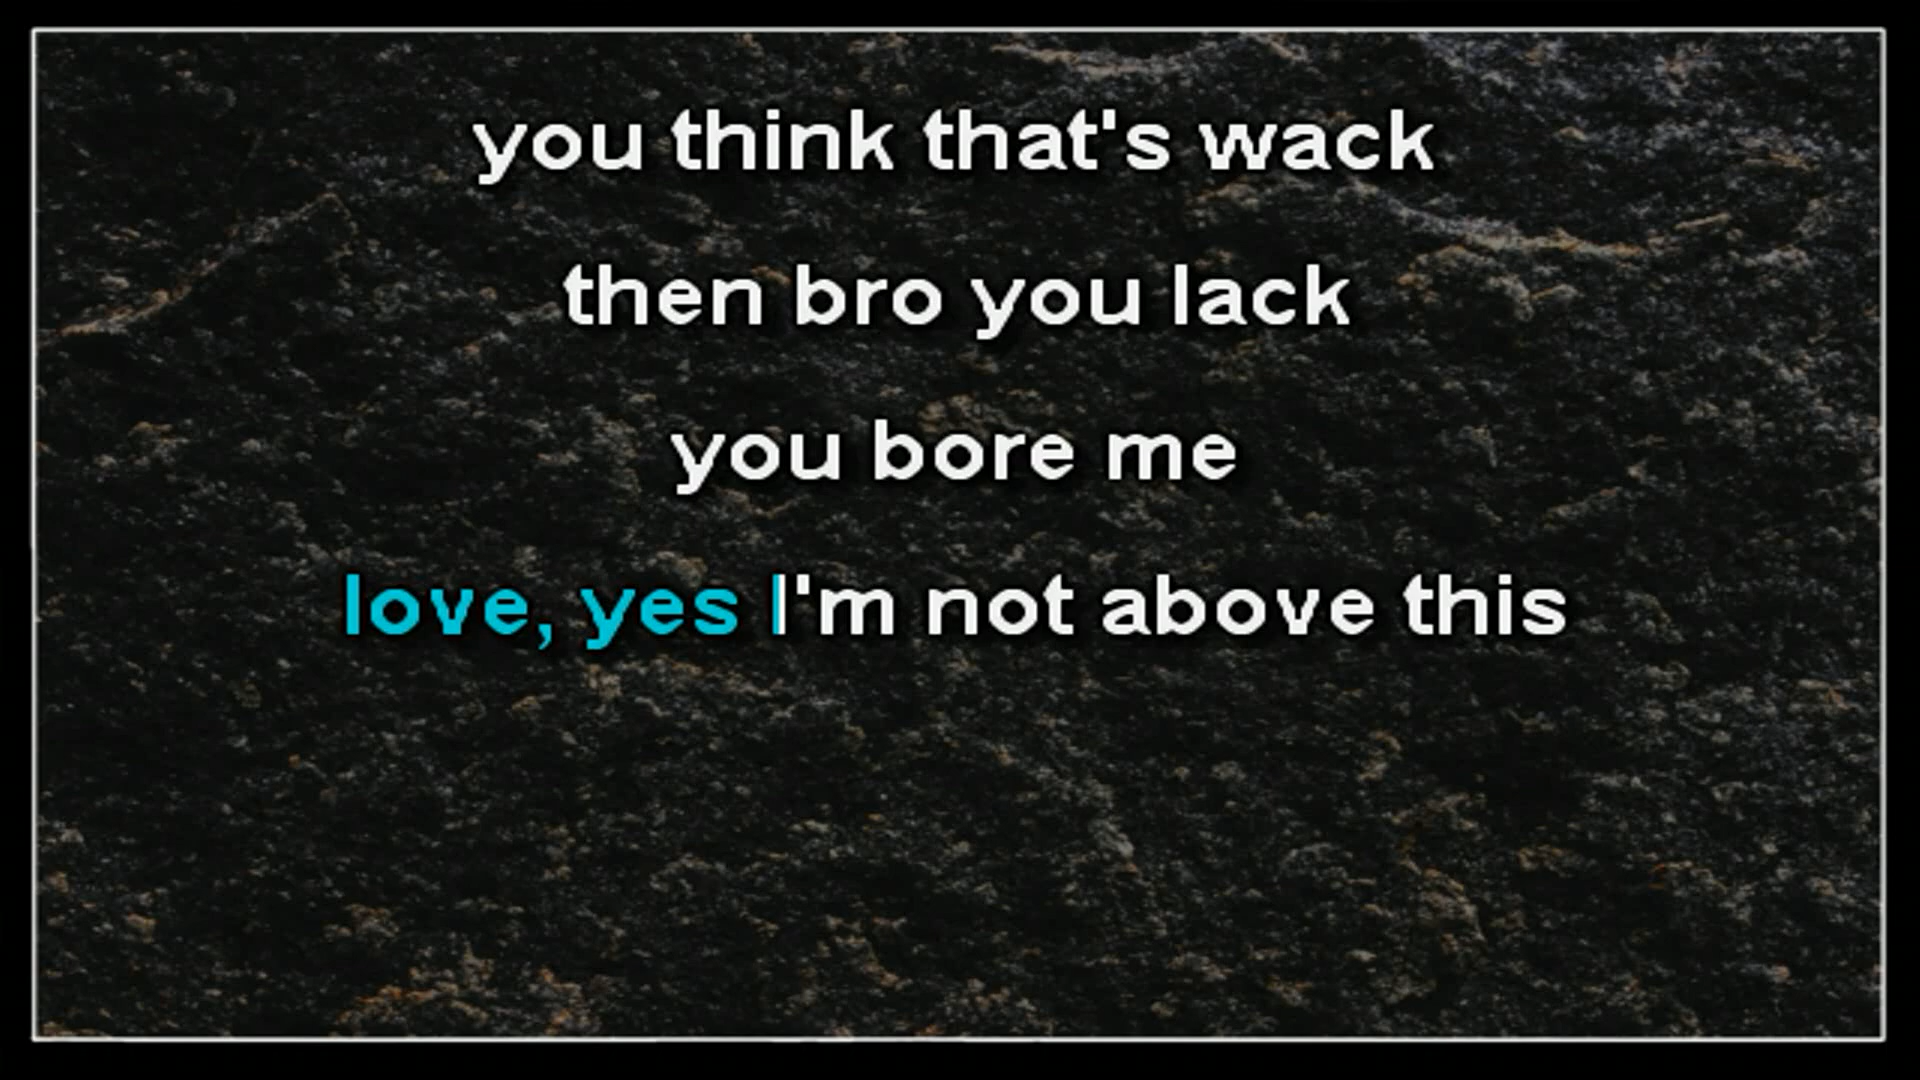 you think that's wack
then bro you lack
you bore me
love, yes I'm not above this